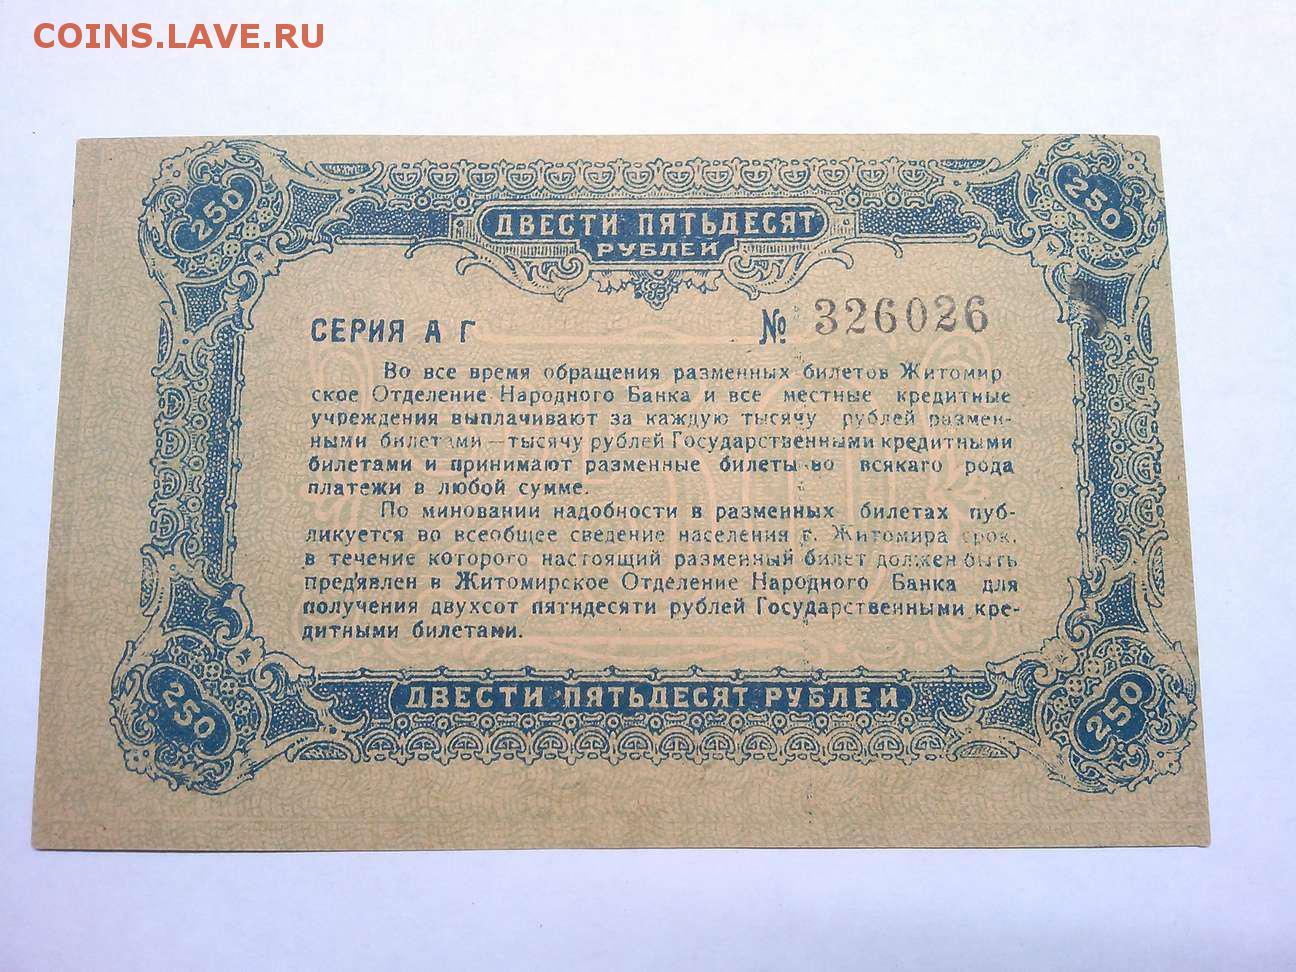 COINS.LAVE.RU
250
ДВЕСТИ ПЯТЬДЕСЯТ
РУБЛЕЙ
250
СЕРИЯ А Г
№ 326026
Во все время обращения разменных билетов Житомир
ское Отделение Народного Банка и все местные кредитные
учреждения выплачивают за каждую тысячу рублей размен-
ными билетами—тысячу рублей Государственными кредитными
билетами и принимают разменные билеты во всякаго рода
платежи в любой сумме.
По миновании надобности в разменных билетах пуб-
ликуется во всеобщее сведение населения г. Житомира срок,
в течение которого настоящий разменный билет должен быть
пред'явлен в Житомирское Отделение Народного Банка для
получения двухсот пятидесяти рублей Государственными кре-
дитными билетами.
250
ДВЕСТИ ПЯТЬДЕСЯТ РУБЛЕЙ
250